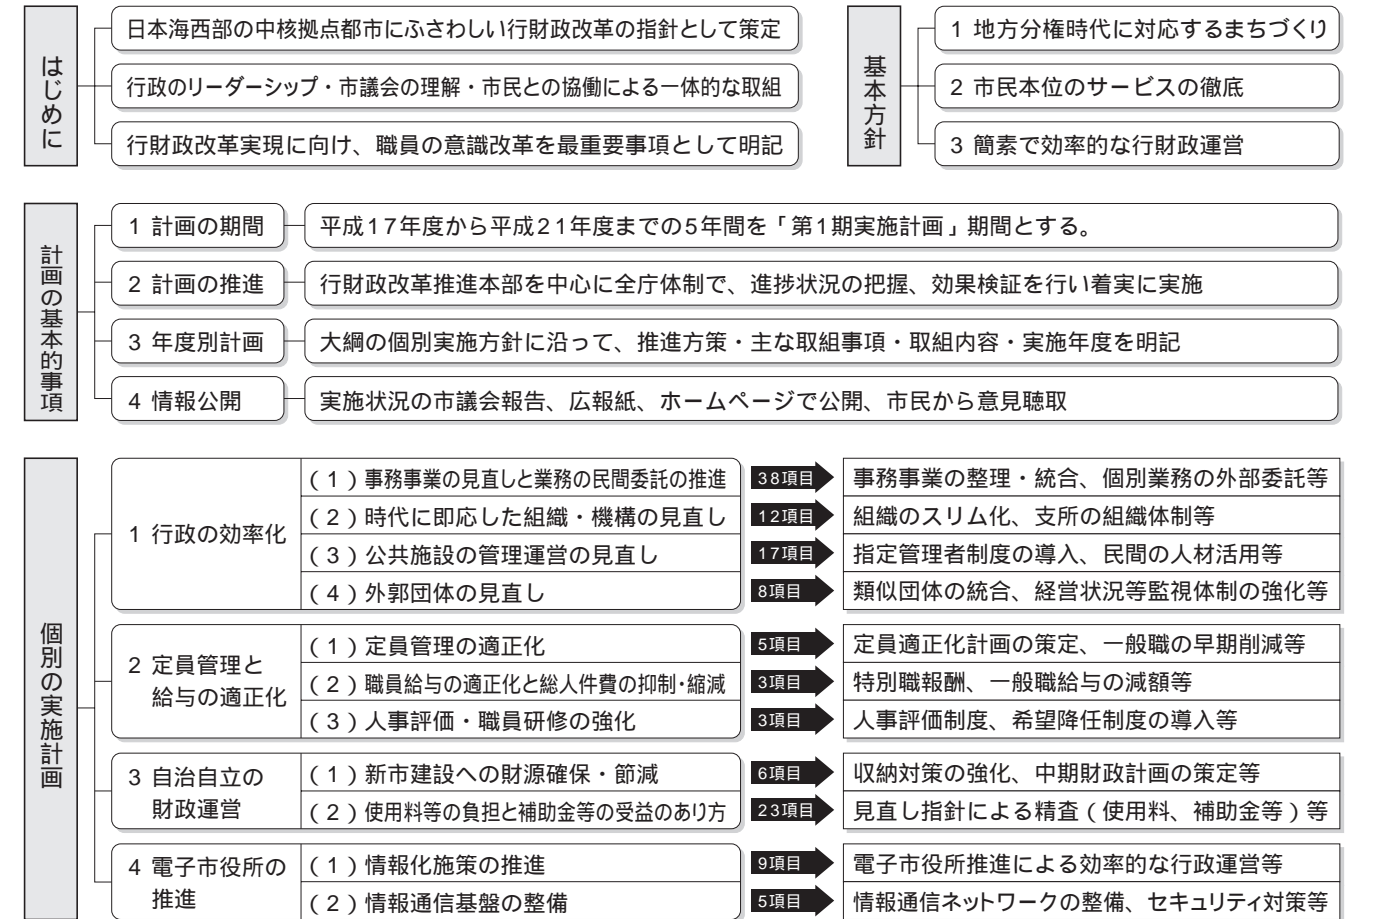 はじめに
日本海西部の中核拠点都市にふさわしい行財政改革の指針として策定
行政のリーダーシップ・市議会の理解・市民との協働による一体的な取組
行財政改革実現に向け、職員の意識改革を最重要事項として明記
基本方針
1 地方分権時代に対応するまちづくり
2 市民本位のサービスの徹底
3 簡素で効率的な行財政運営
計画の基本的事項
1 計画の期間
平成17年度から平成21年度までの5年間を「第1期実施計画」期間とする。
2 計画の推進
行財政改革推進本部を中心に全庁体制で、進捗状況の把握、効果検証を行い着実に実施
3 年度別計画
大綱の個別実施方針に沿って、推進方策・主な取組事項・取組内容・実施年度を明記
4 情報公開
実施状況の市議会報告、広報紙、ホームページで公開、市民から意見聴取
個別の実施計画
1 行政の効率化
(1)事務事業の見直しと業務の民間委託の推進
38項目
事務事業の整理・統合、個別業務の外部委託等
(2)時代に即応した組織・機構の見直し
12項目
組織のスリム化、支所の組織体制等
(3)公共施設の管理運営の見直し
17項目
指定管理者制度の導入、民間の人材活用等
(4)外郭団体の見直し
8項目
類似団体の統合、経営状況等監視体制の強化等
2 定員管理と
給与の適正化
(1)定員管理の適正化
5項目
定員適正化計画の策定、一般職の早期削減等
(2)職員給与の適正化と総人件費の抑制・縮減
3項目
特別職報酬、一般職給与の減額等
(3)人事評価・職員研修の強化
3項目
人事評価制度、希望降任制度の導入等
3 自治自立の
財政運営
(1)新市建設への財源確保・節減
6項目
収納対策の強化、中期財政計画の策定等
(2)使用料等の負担と補助金等の受益のあり方
23項目
見直し指針による精査(使用料、補助金等)等
4 電子市役所の
推進
(1)情報化施策の推進
9項目
電子市役所推進による効率的な行政運営等
(2)情報通信基盤の整備
5項目
情報通信ネットワークの整備、セキュリティ対策等